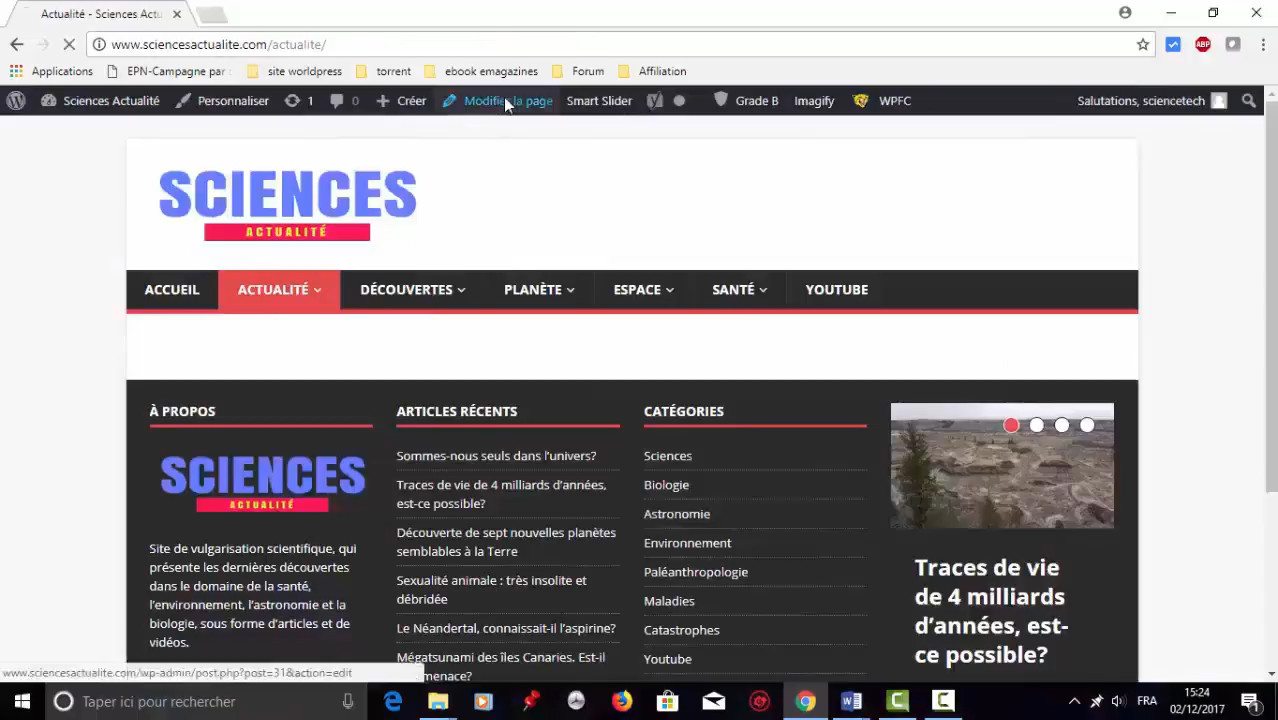 Actualité - Sciences Actu
www.sciencesactualite.com/actualite/
ABP
Applications EPN-Campagne par site worldpress torrent ebook emagazines Forum Affiliation
Sciences Actualité Personnaliser 1 0 Créer Modifier la page Smart Slider Grade B Imagify WPFC Salutations, sciencetech
SCIENCES
ACTUALITÉ
ACCUEIL ACTUALITÉ DÉCOUVERTES PLANÈTE ESPACE SANTÉ YOUTUBE
À PROPOS
SCIENCES
ACTUALITÉ
Site de vulgarisation scientifique, qui
présente les dernières découvertes
dans le domaine de la santé,
l'environnement, l'astronomie et la
biologie, sous forme d'articles et de
vidéos.
ARTICLES RÉCENTS
Sommes-nous seuls dans l'univers?
Traces de vie de 4 milliards d'années,
est-ce possible?
Découverte de sept nouvelles planètes
semblables à la Terre
Sexualité animale : très insolite et
débridée
Le Néandertal, connaissait-il l'aspirine?
Mégatsunami des îles Canaries. Est-il
menace?
CATÉGORIES
Sciences
Biologie
Astronomie
Environnement
Paléanthropologie
Maladies
Catastrophes
Youtube
Traces de vie
de 4 milliards
d'années, est-
ce possible?
www.sciencesactualite.com/wp-admin/post.php?post=31&action=edit
Taper ici pour rechercher
FRA
15:24
02/12/2017
1